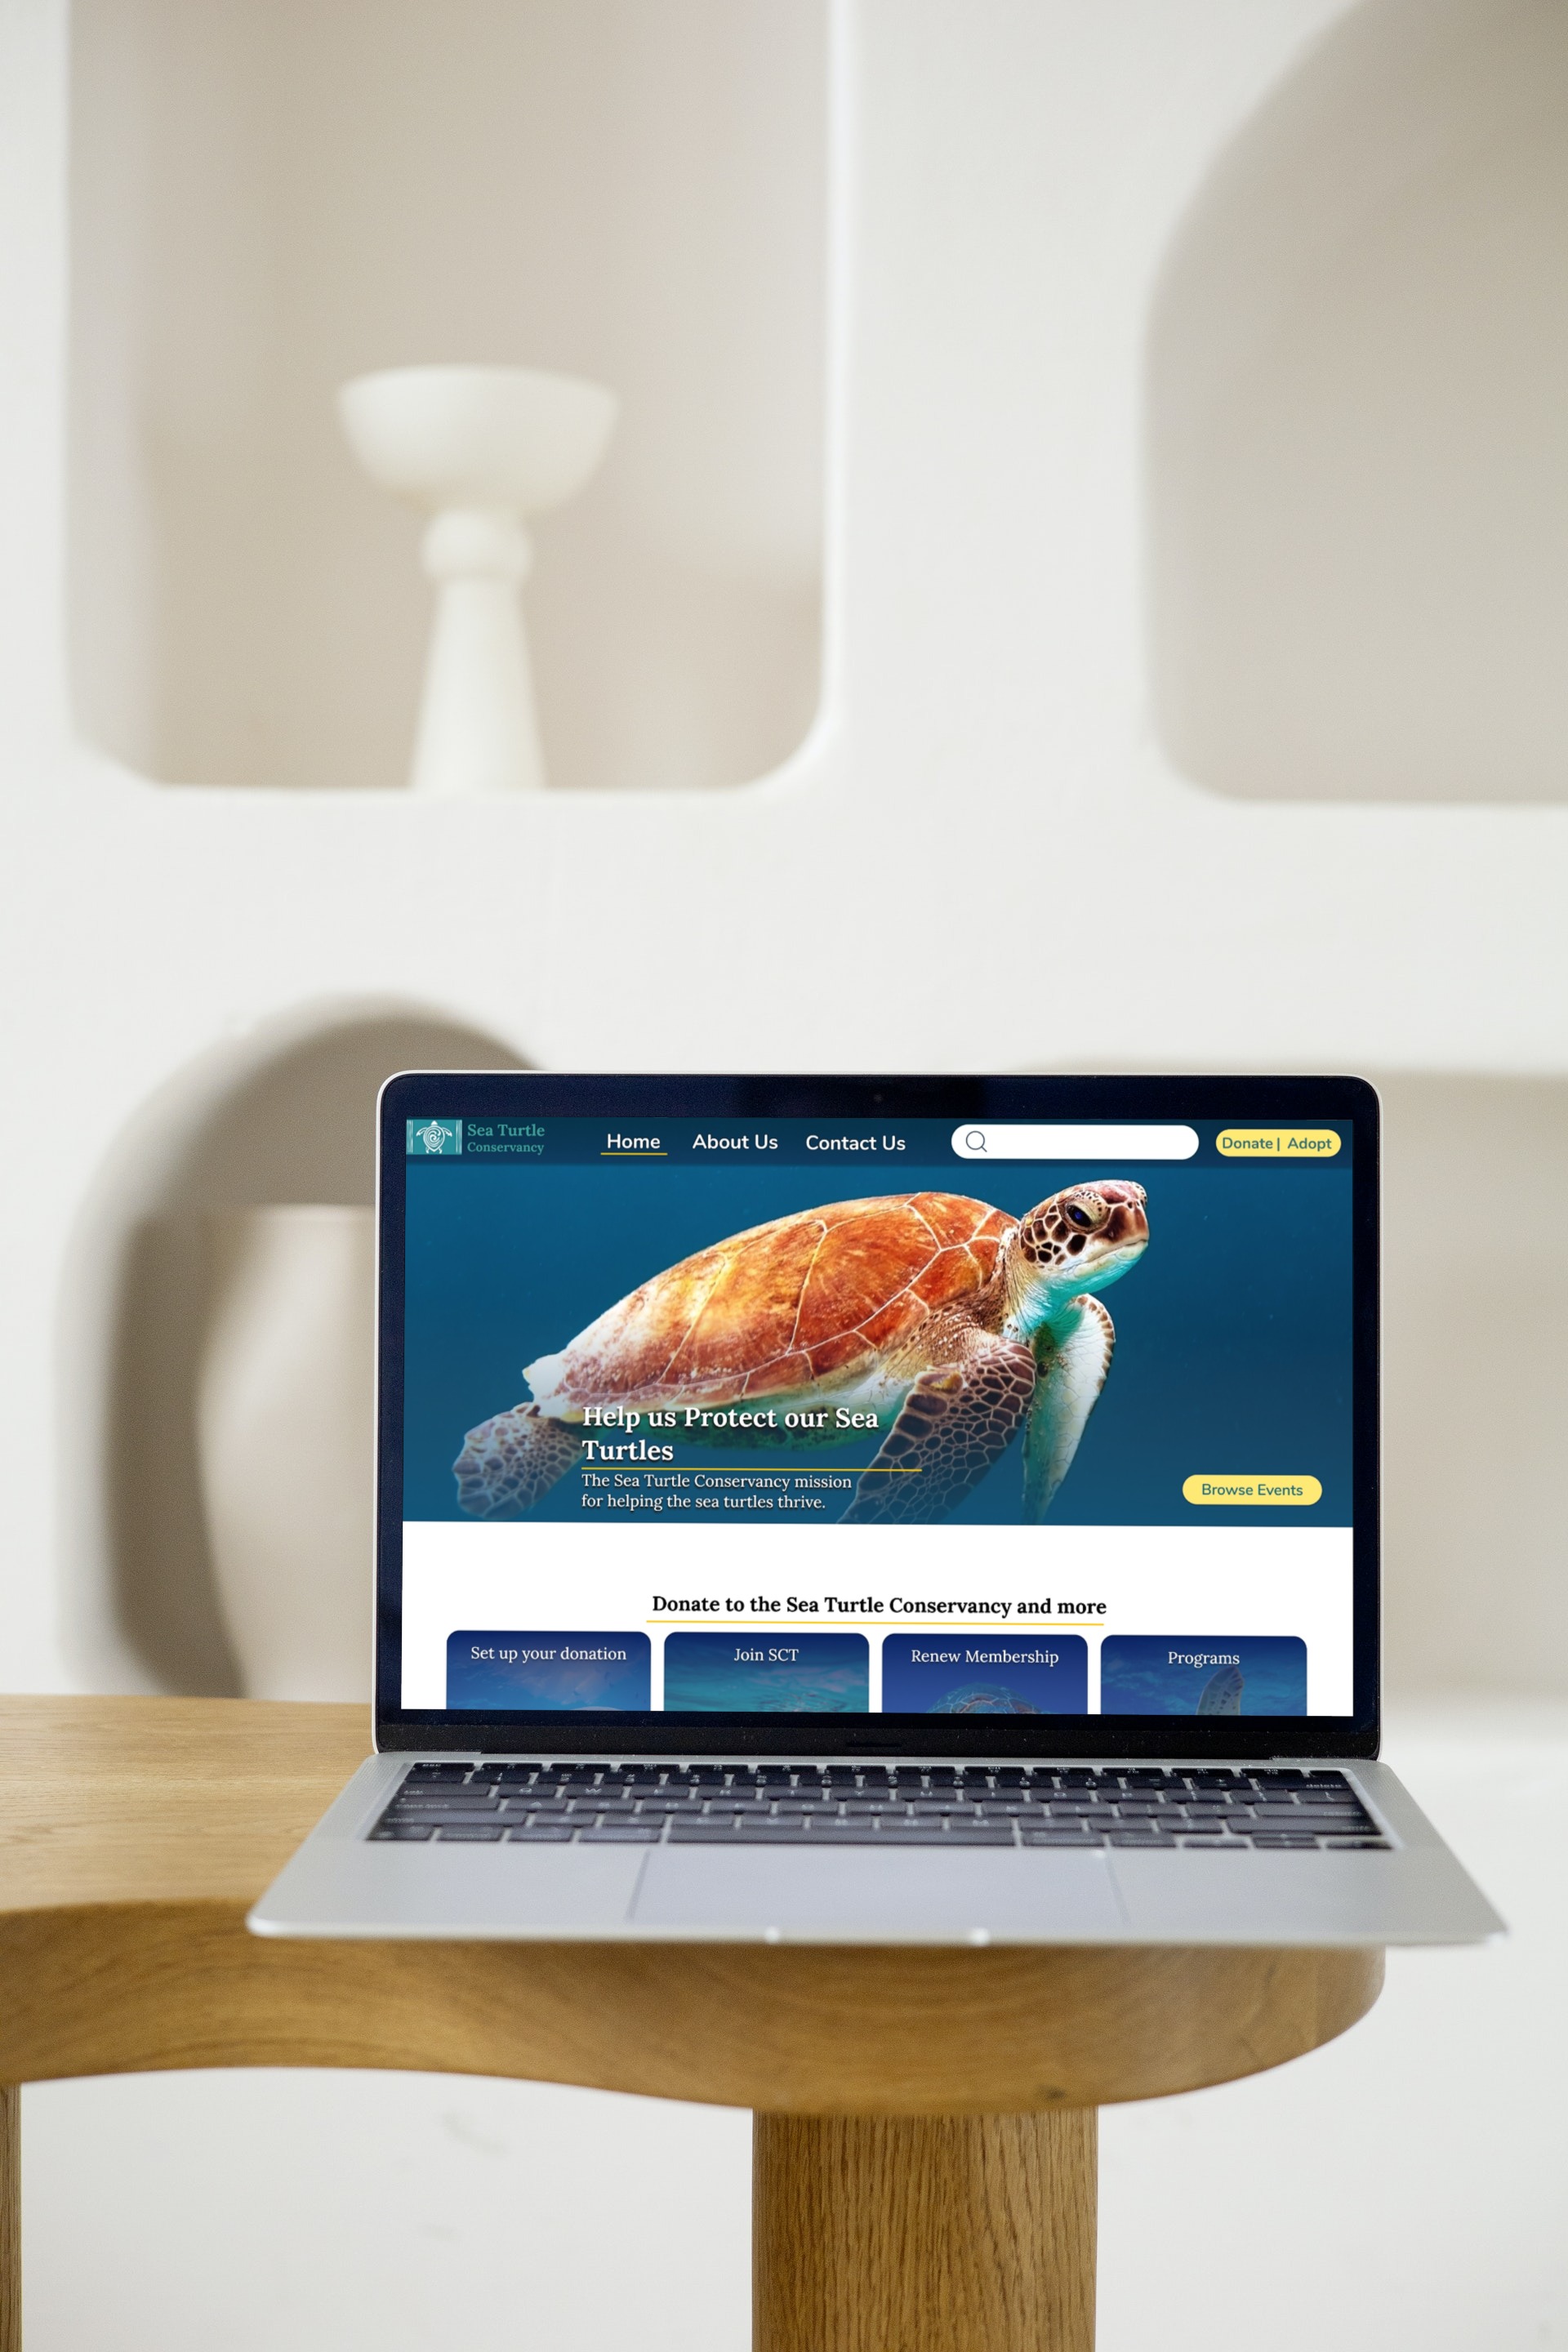 Sea Turtle
Conservancy
Home
About Us
Contact Us
Donate | Adopt
Help us Protect our Sea
Turtles
The Sea Turtle Conservancy mission
for helping the sea turtles thrive.
Browse Events
Donate to the Sea Turtle Conservancy and more
Set up your donation
Join SCT
Renew Membership
Programs
delete